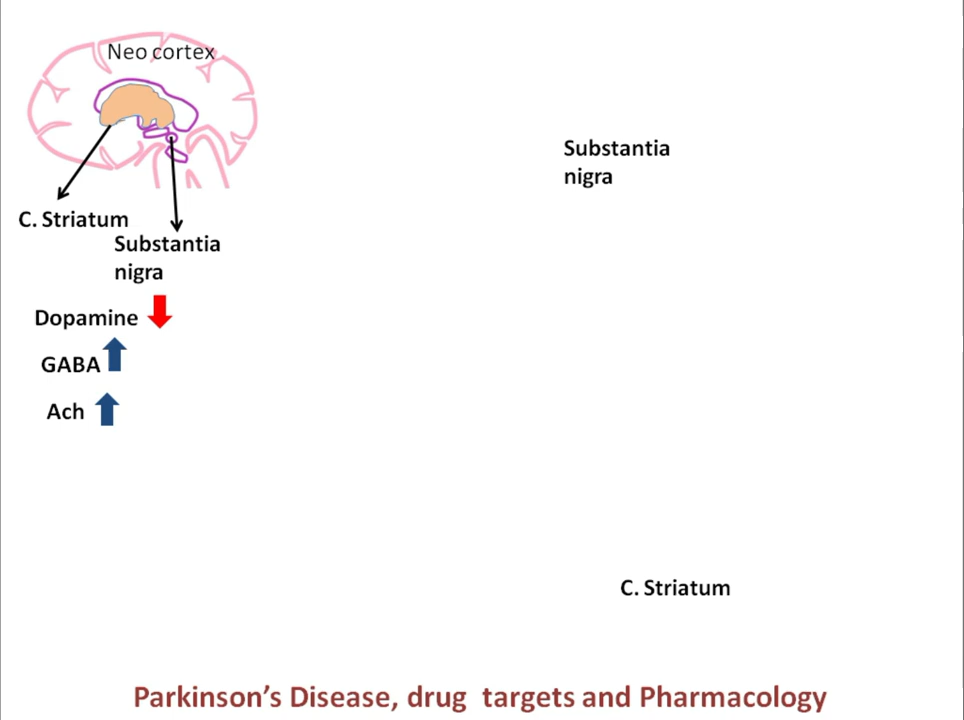 Neo cortex
C. Striatum
Substantia
nigra
Dopamine
GABA
Ach
Substantia
nigra
C. Striatum
Parkinson's Disease, drug  targets and Pharmacology